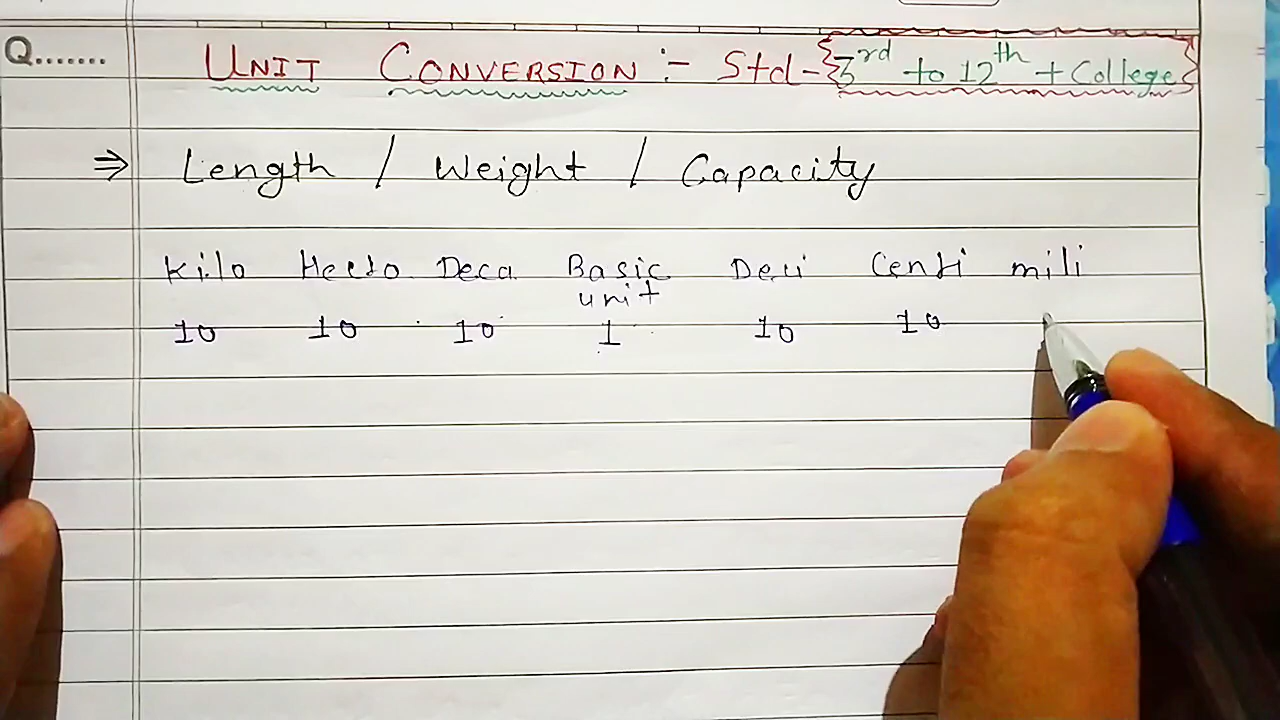 Q.......
UNIT CONVERSION :- Std-{3rd to 12th + College}
⇒ Length / Weight / Capacity
Kilo Hecto Deca Basic unit Deci Centi mili
10 10 10 1 10 10